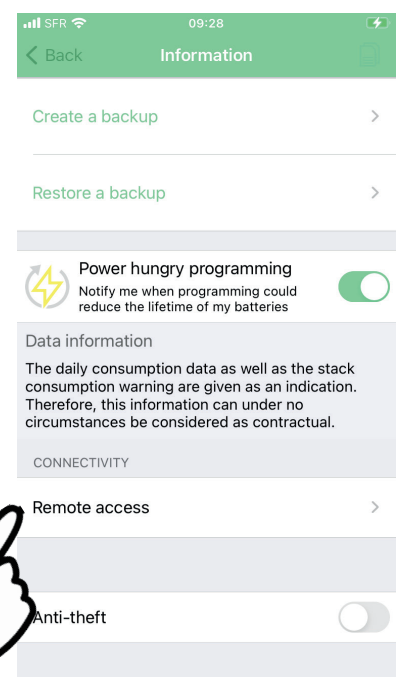 SFR 09:28
Back Information
Create a backup
Restore a backup
Power hungry programming
Notify me when programming could
reduce the lifetime of my batteries
Data information
The daily consumption data as well as the stack
consumption warning are given as an indication.
Therefore, this information can under no
circumstances be considered as contractual.
CONNECTIVITY
Remote access
Anti-theft